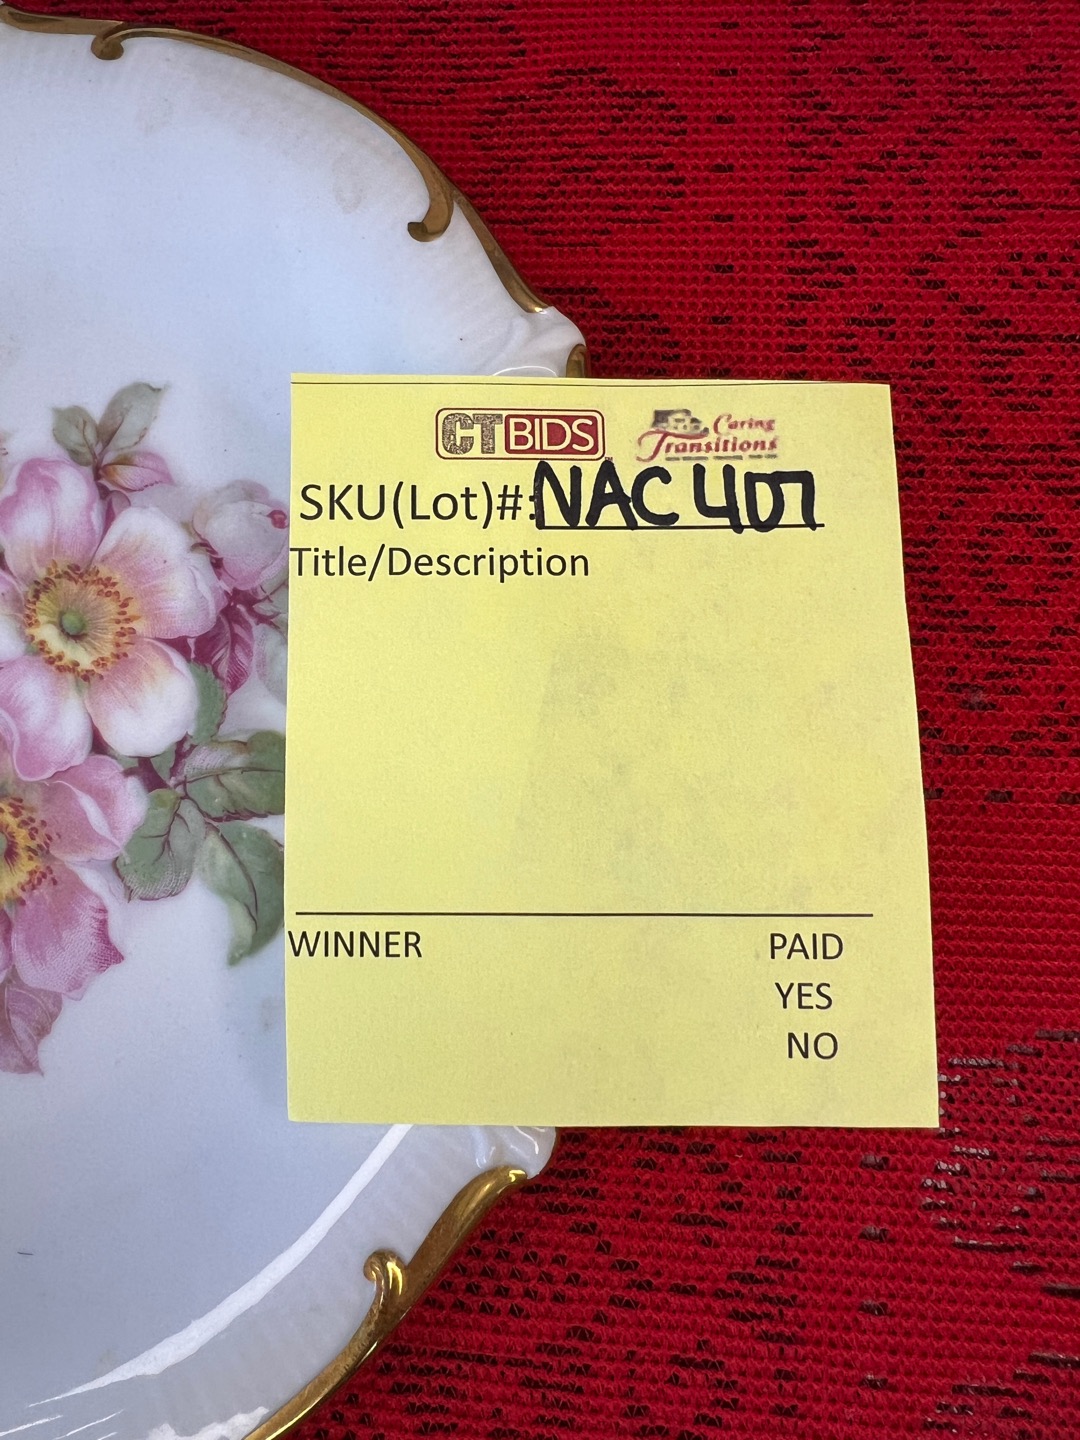 CTBIDS Caring Transitions
SKU(Lot)#: NAC407
Title/Description
WINNER PAID
YES
NO